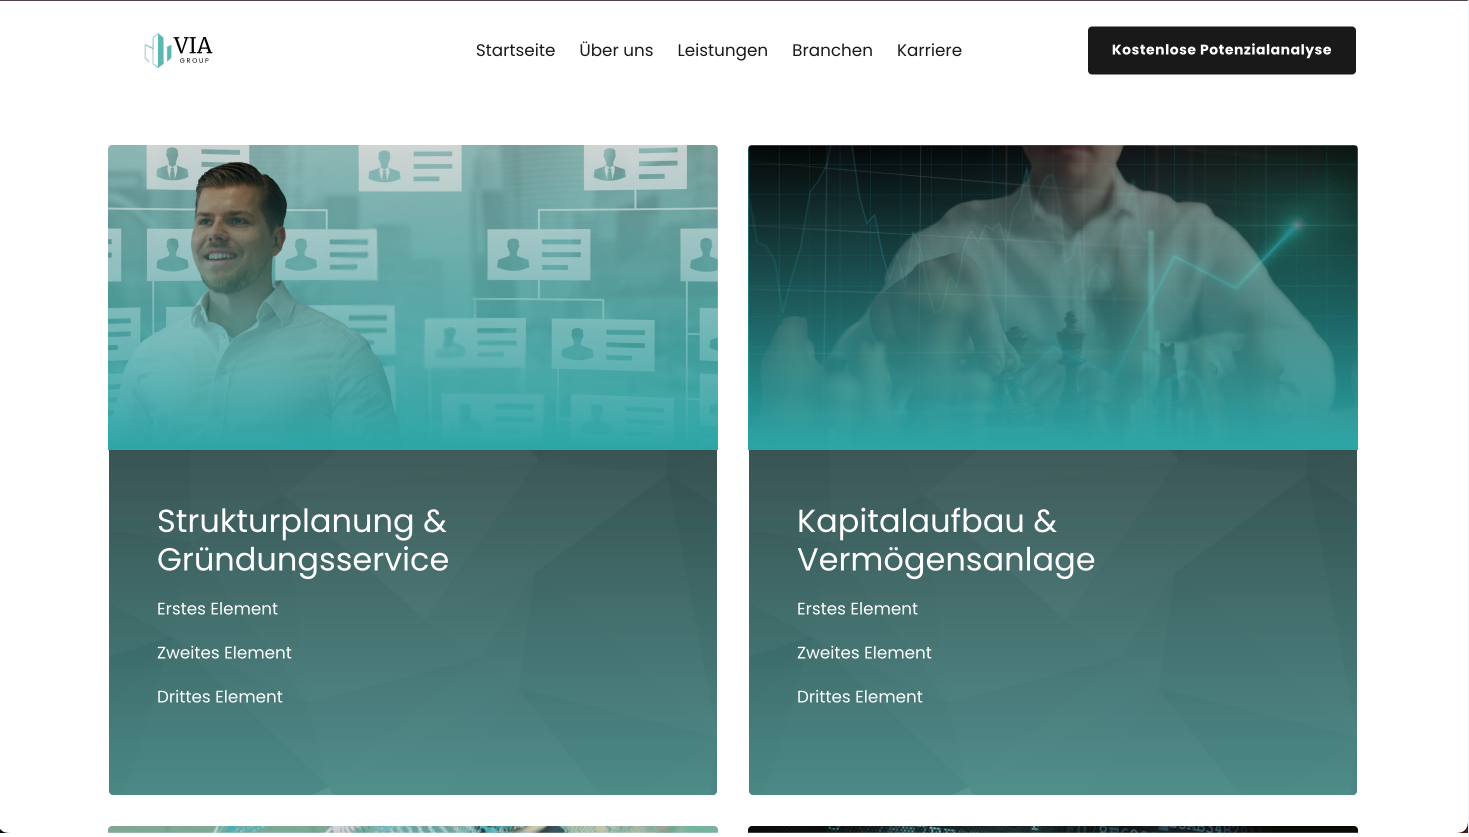 VIA
GROUP
Startseite
Über uns
Leistungen
Branchen
Karriere
Kostenlose Potenzialanalyse
Strukturplanung &
Gründungsservice
Erstes Element
Zweites Element
Drittes Element
Kapitalaufbau &
Vermögensanlage
Erstes Element
Zweites Element
Drittes Element